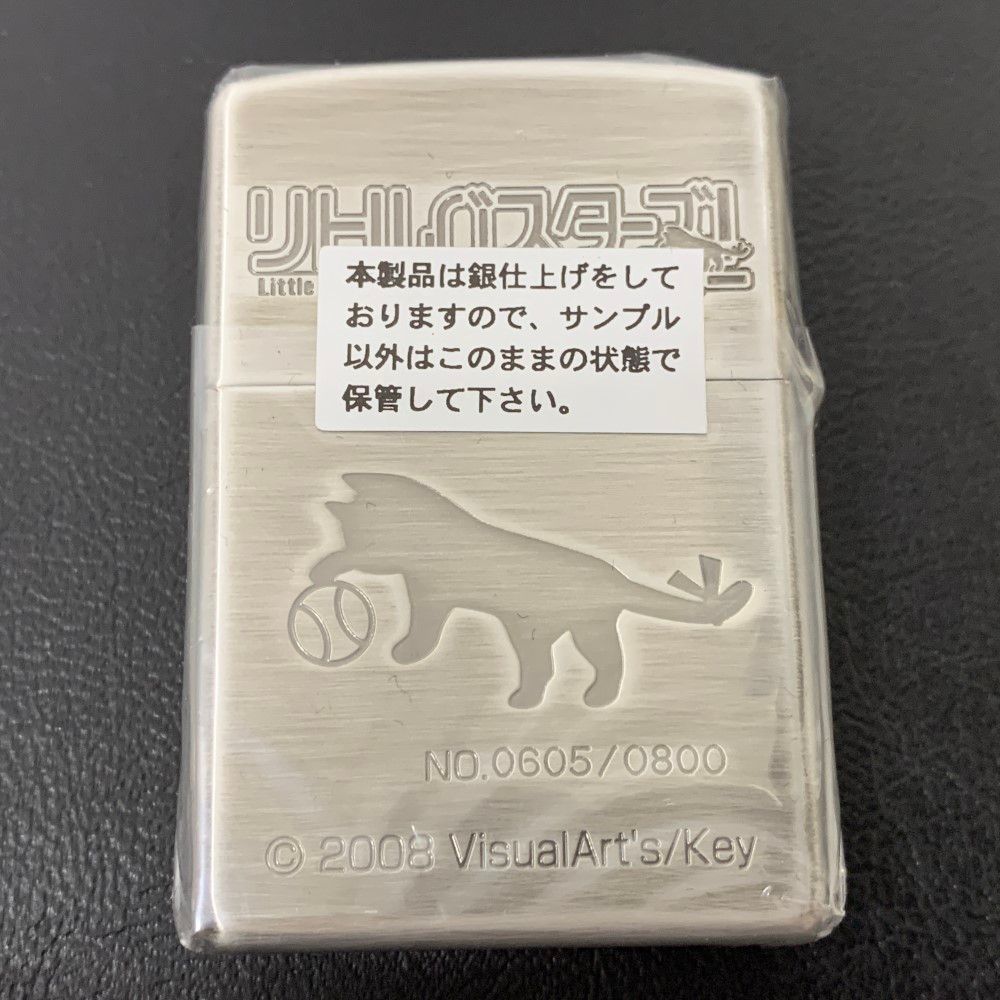 リトルバスターズ!
Little
本製品は銀仕上げをして
おりますので、サンプル
以外はこのままの状態で
保管して下さい。
NO.0605/0800
© 2008 VisualArt's/Key